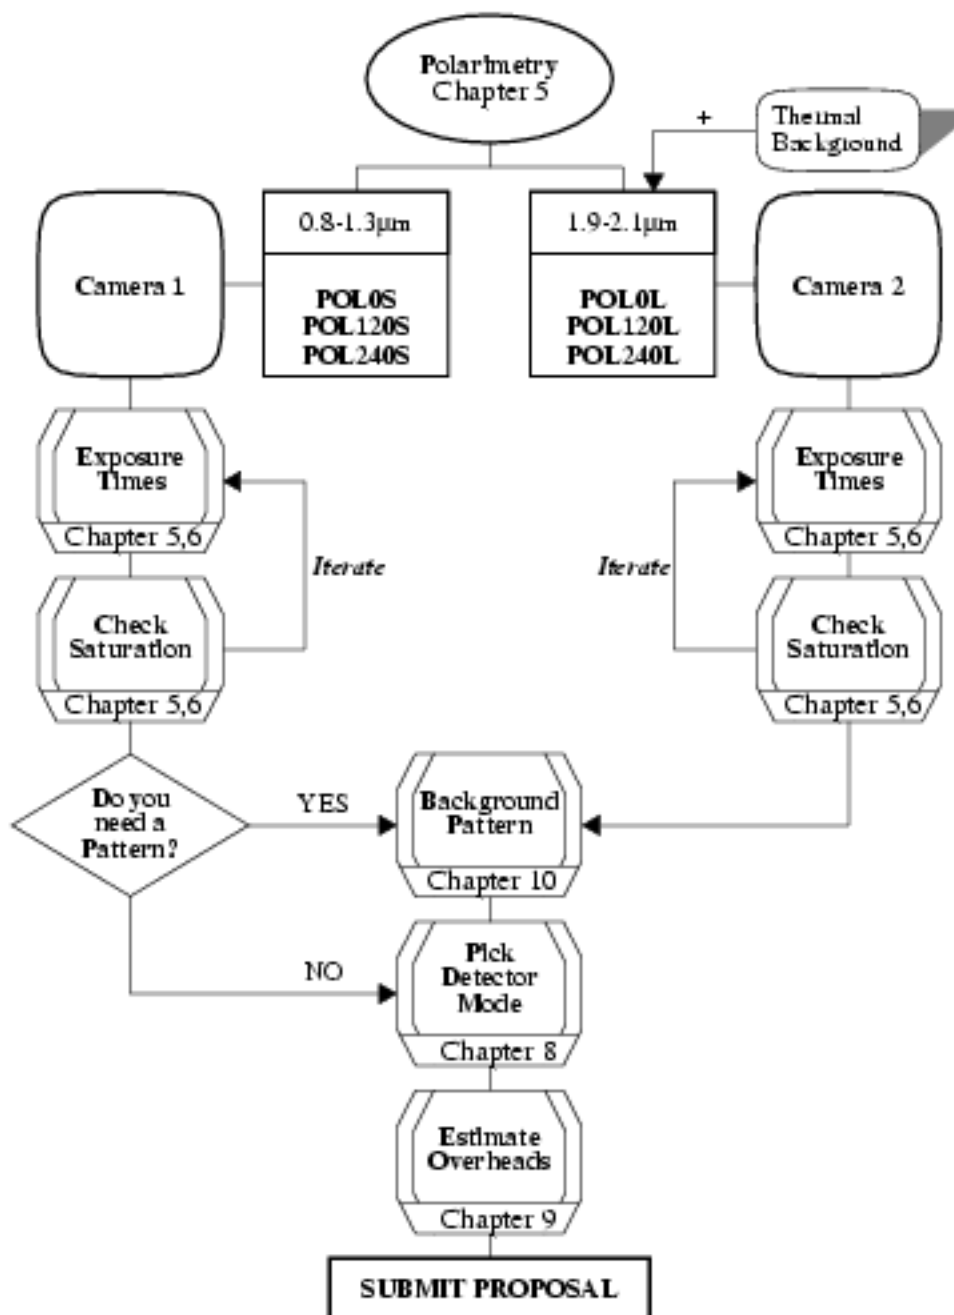 Polarimetry
Chapter 5
+
Thermal
Background
0.8-1.3µm
1.9-2.1µm
Camera 1
POL0S
POL120S
POL240S
POL0L
POL120L
POL240L
Camera 2
Exposure
Times
Chapter 5,6
Exposure
Times
Chapter 5,6
Iterate
Iterate
Check
Saturation
Chapter 5,6
Check
Saturation
Chapter 5,6
Do you
need a
Pattern?
YES
Background
Pattern
Chapter 10
NO
Pick
Detector
Mode
Chapter 8
Estimate
Overheads
Chapter 9
SUBMIT PROPOSAL